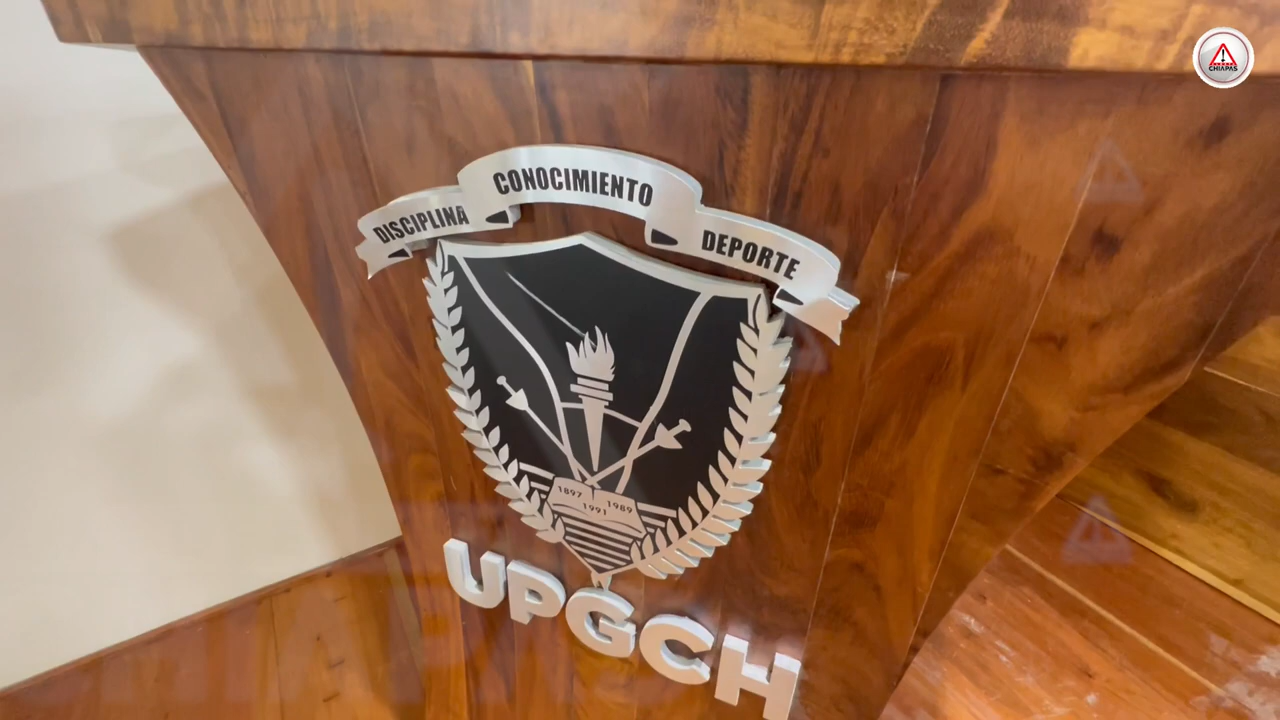 CHIAPAS
DISCIPLINA
CONOCIMIENTO
DEPORTE
1897
1989
1991
UPGCH